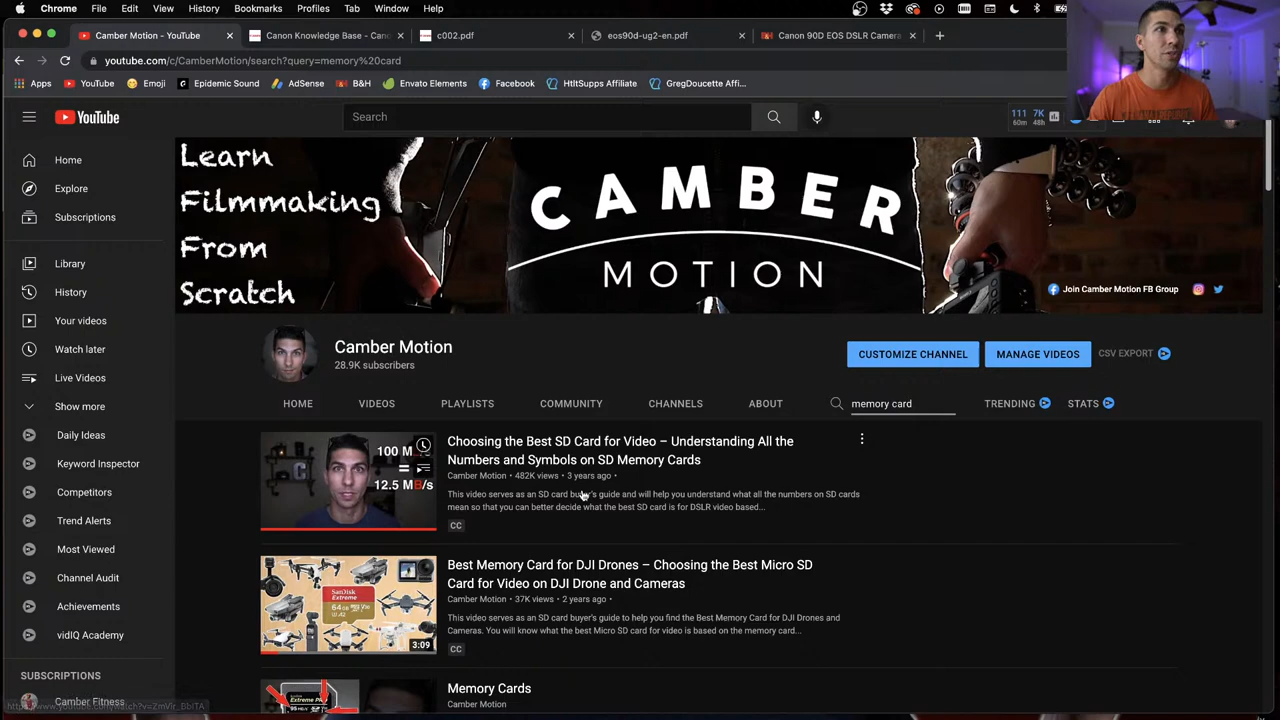 Chrome File Edit View History Bookmarks Profiles Tab Window Help
Camber Motion - YouTube Canon Knowledge Base - Can c002.pdf eos90d-ug2-en.pdf Canon 90D EOS DSLR Camera
youtube.com/c/CamberMotion/search?query=memory%20card
Apps YouTube Emoji Epidemic Sound AdSense B&H Envato Elements Facebook HtltSupps Affiliate GregDoucette Affi...
YouTube Search 111 7K
60m 48h
Learn
Filmmaking
From
Scratch
CAMBER
MOTION
Join Camber Motion FB Group
Home
Explore
Subscriptions
Library
History
Your videos
Watch later
Live Videos
Show more
Daily Ideas
Keyword Inspector
Competitors
Trend Alerts
Most Viewed
Channel Audit
Achievements
vidIQ Academy
SUBSCRIPTIONS
Camber Fitness
Camber Motion
28.9K subscribers
CUSTOMIZE CHANNEL MANAGE VIDEOS CSV EXPORT
HOME VIDEOS PLAYLISTS COMMUNITY CHANNELS ABOUT memory card TRENDING STATS
100 M
=
12.5 MB/s
Choosing the Best SD Card for Video – Understanding All the
Numbers and Symbols on SD Memory Cards
Camber Motion • 482K views • 3 years ago •
This video serves as an SD card buyer's guide and will help you understand what all the numbers on SD cards
mean so that you can better decide what the best SD card is for DSLR video based...
CC
SanDisk
Extreme
64GB
3:09
Best Memory Card for DJI Drones – Choosing the Best Micro SD
Card for Video on DJI Drone and Cameras
Camber Motion • 37K views • 2 years ago •
This video serves as an SD card buyer's guide to help you find the Best Memory Card for DJI Drones and
Cameras. You will know what the best Micro SD card for video is based on the memory card...
CC
Extreme Pro
95 MB/s
Memory Cards
Camber Motion